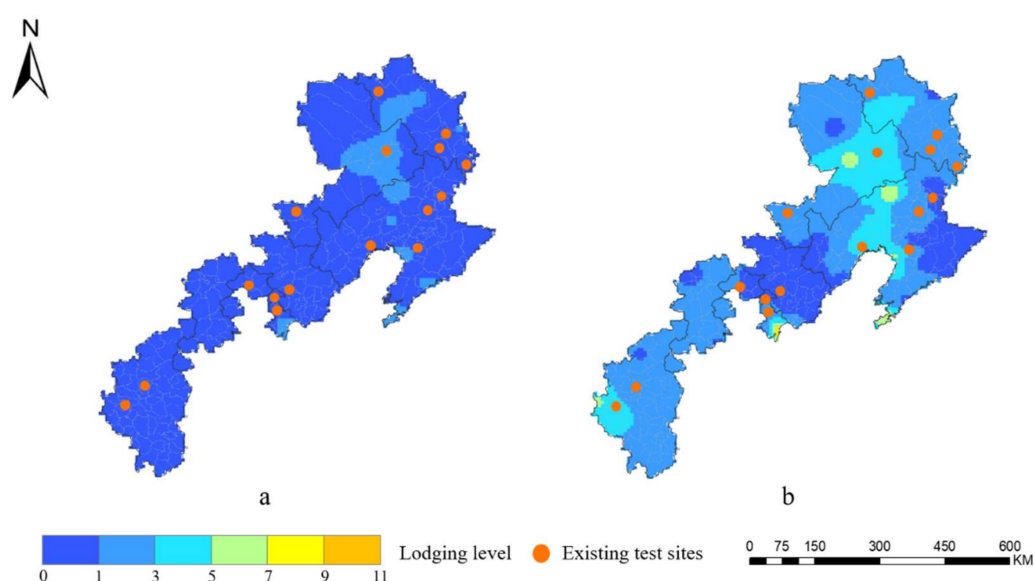 N
a
b
Lodging level
Existing test sites
0 1 3 5 7 9 11
0 75 150 300 450 600
KM